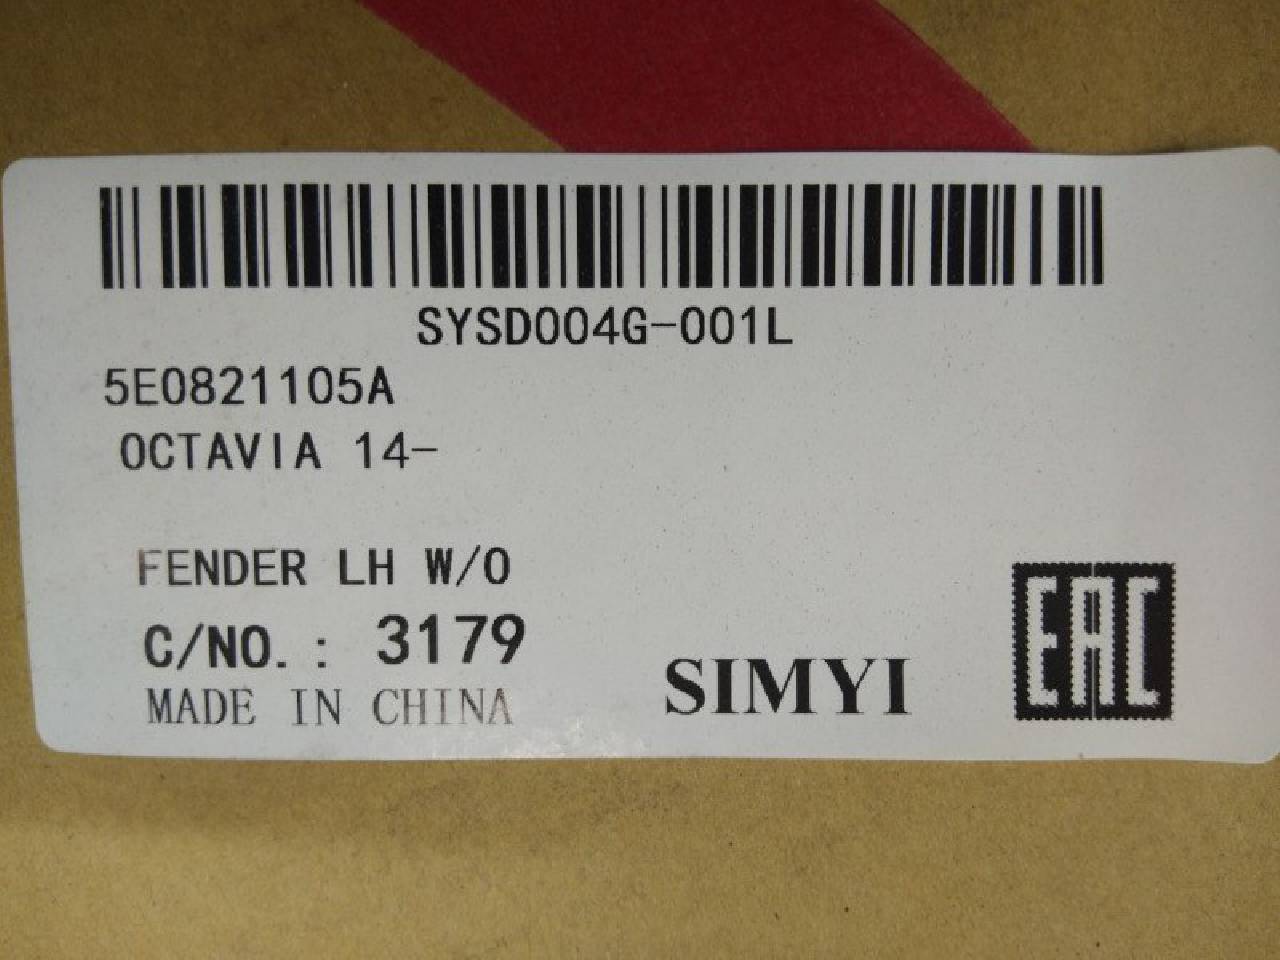 SYSD004G-001L
5E0821105A
OCTAVIA 14-
FENDER LH W/O
C/NO.: 3179
MADE IN CHINA
SIMYI
EAC